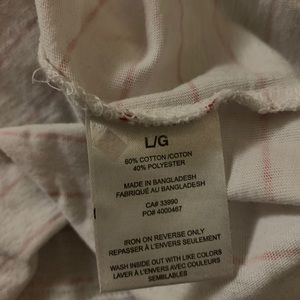 L/G
60% COTTON /COTON
40% POLYESTER
MADE IN BANGLADESH
FABRIQUÉ AU BANGLADESH
CA# 33990
PO# 4000467
IRON ON REVERSE ONLY
REPASSER À L'ENVERS SEULEMENT
WASH INSIDE OUT WITH LIKE COLORS
LAVER À L'ENVERS AVEC COULEURS
SEMBLABLES